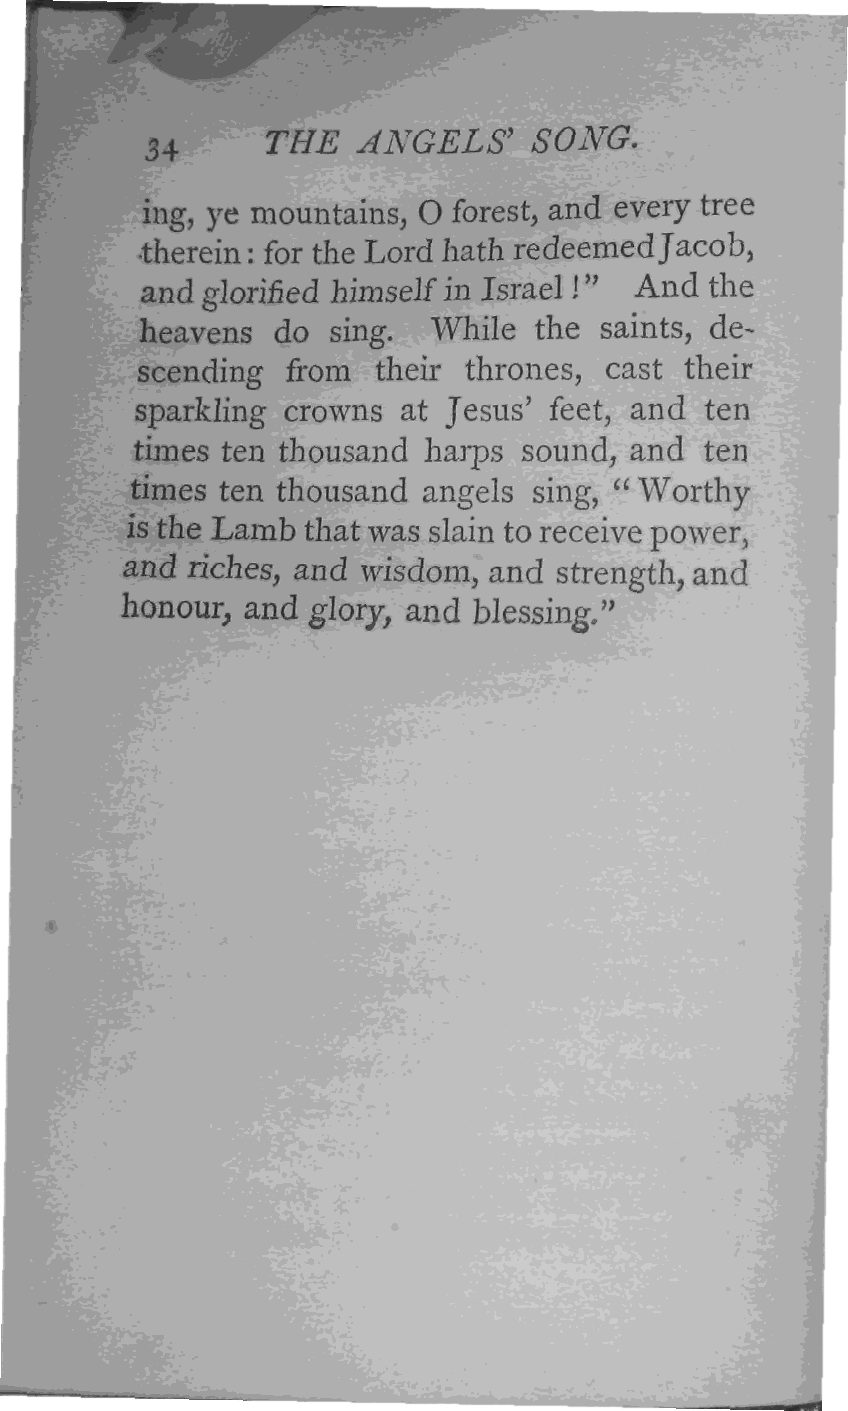 34 THE ANGELS' SONG.
ing, ye mountains, O forest, and every tree
therein: for the Lord hath redeemed Jacob,
and glorified himself in Israel!" And the
heavens do sing. While the saints, de-
scending from their thrones, cast their
sparkling crowns at Jesus' feet, and ten
times ten thousand harps sound, and ten
times ten thousand angels sing, "Worthy
is the Lamb that was slain to receive power,
and riches, and wisdom, and strength, and
honour, and glory, and blessing."